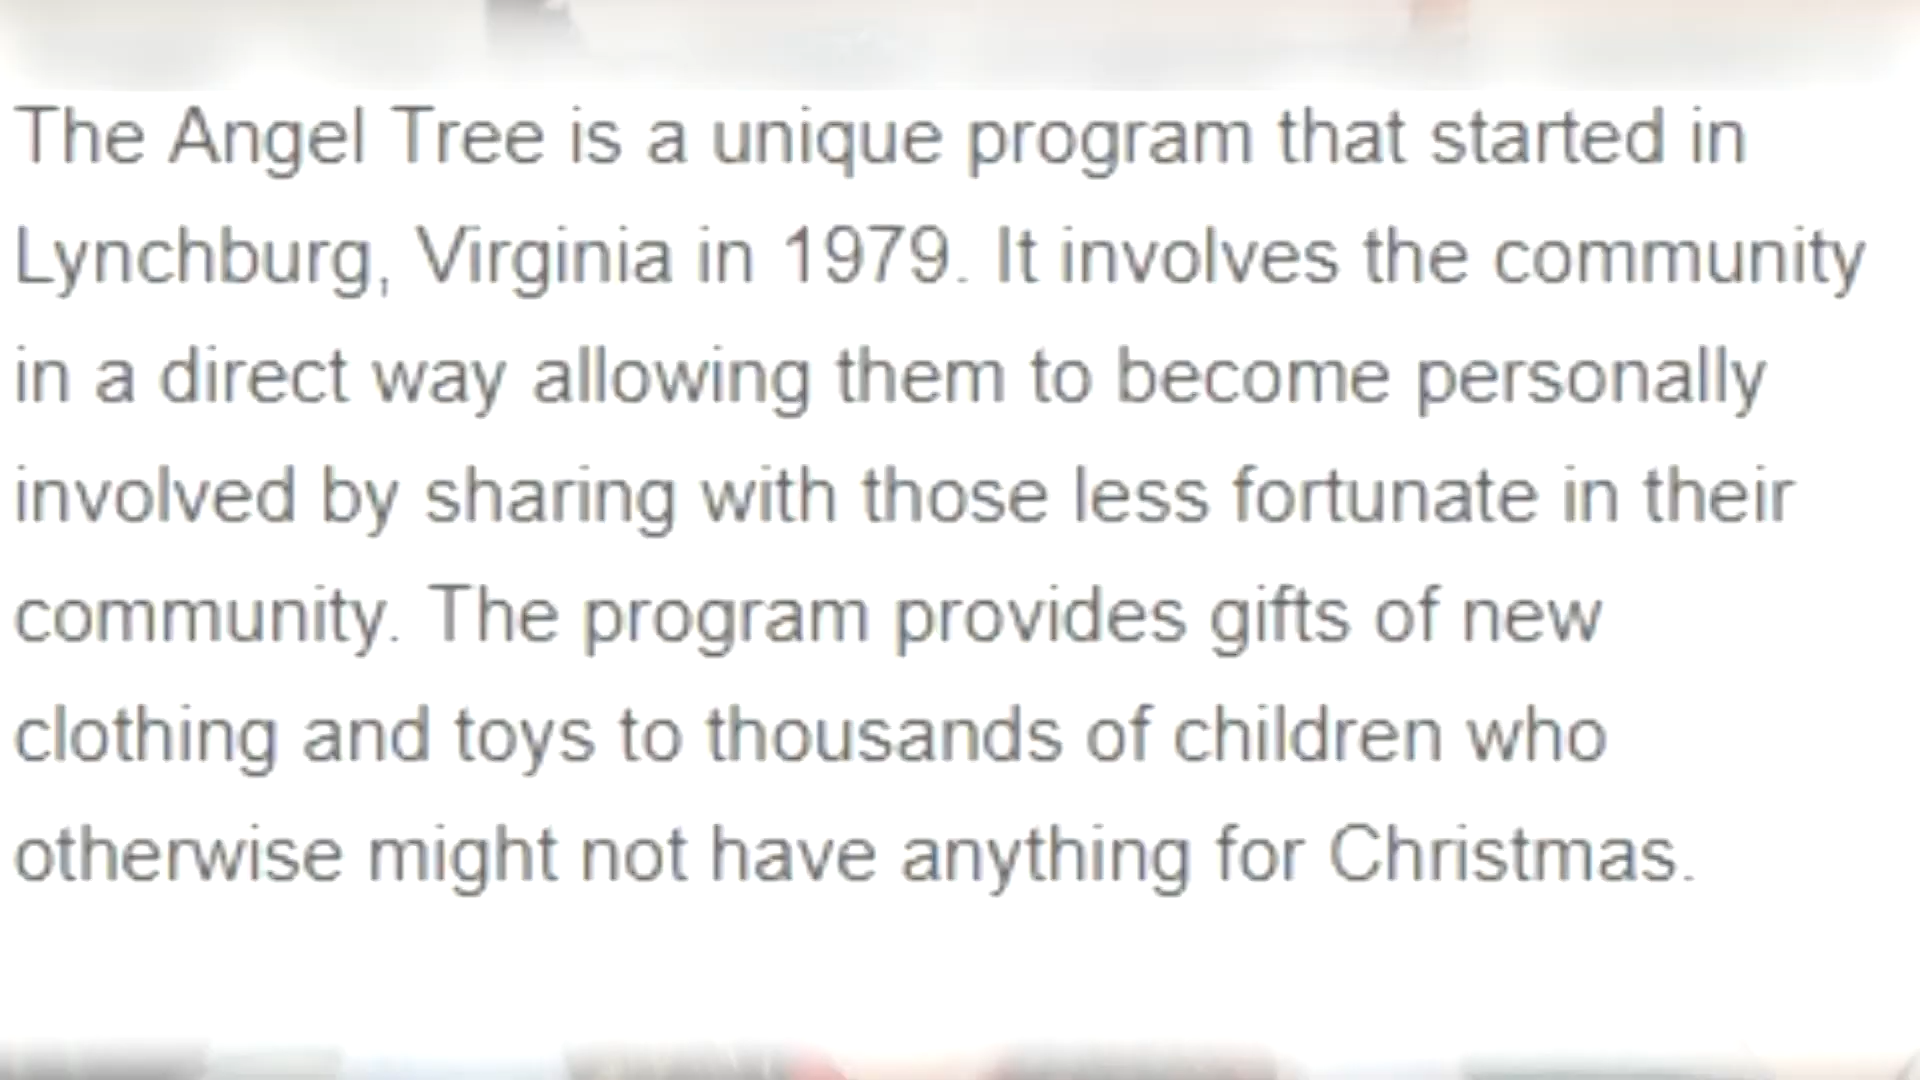 The Angel Tree is a unique program that started in
Lynchburg, Virginia in 1979. It involves the community
in a direct way allowing them to become personally
involved by sharing with those less fortunate in their
community. The program provides gifts of new
clothing and toys to thousands of children who
otherwise might not have anything for Christmas.